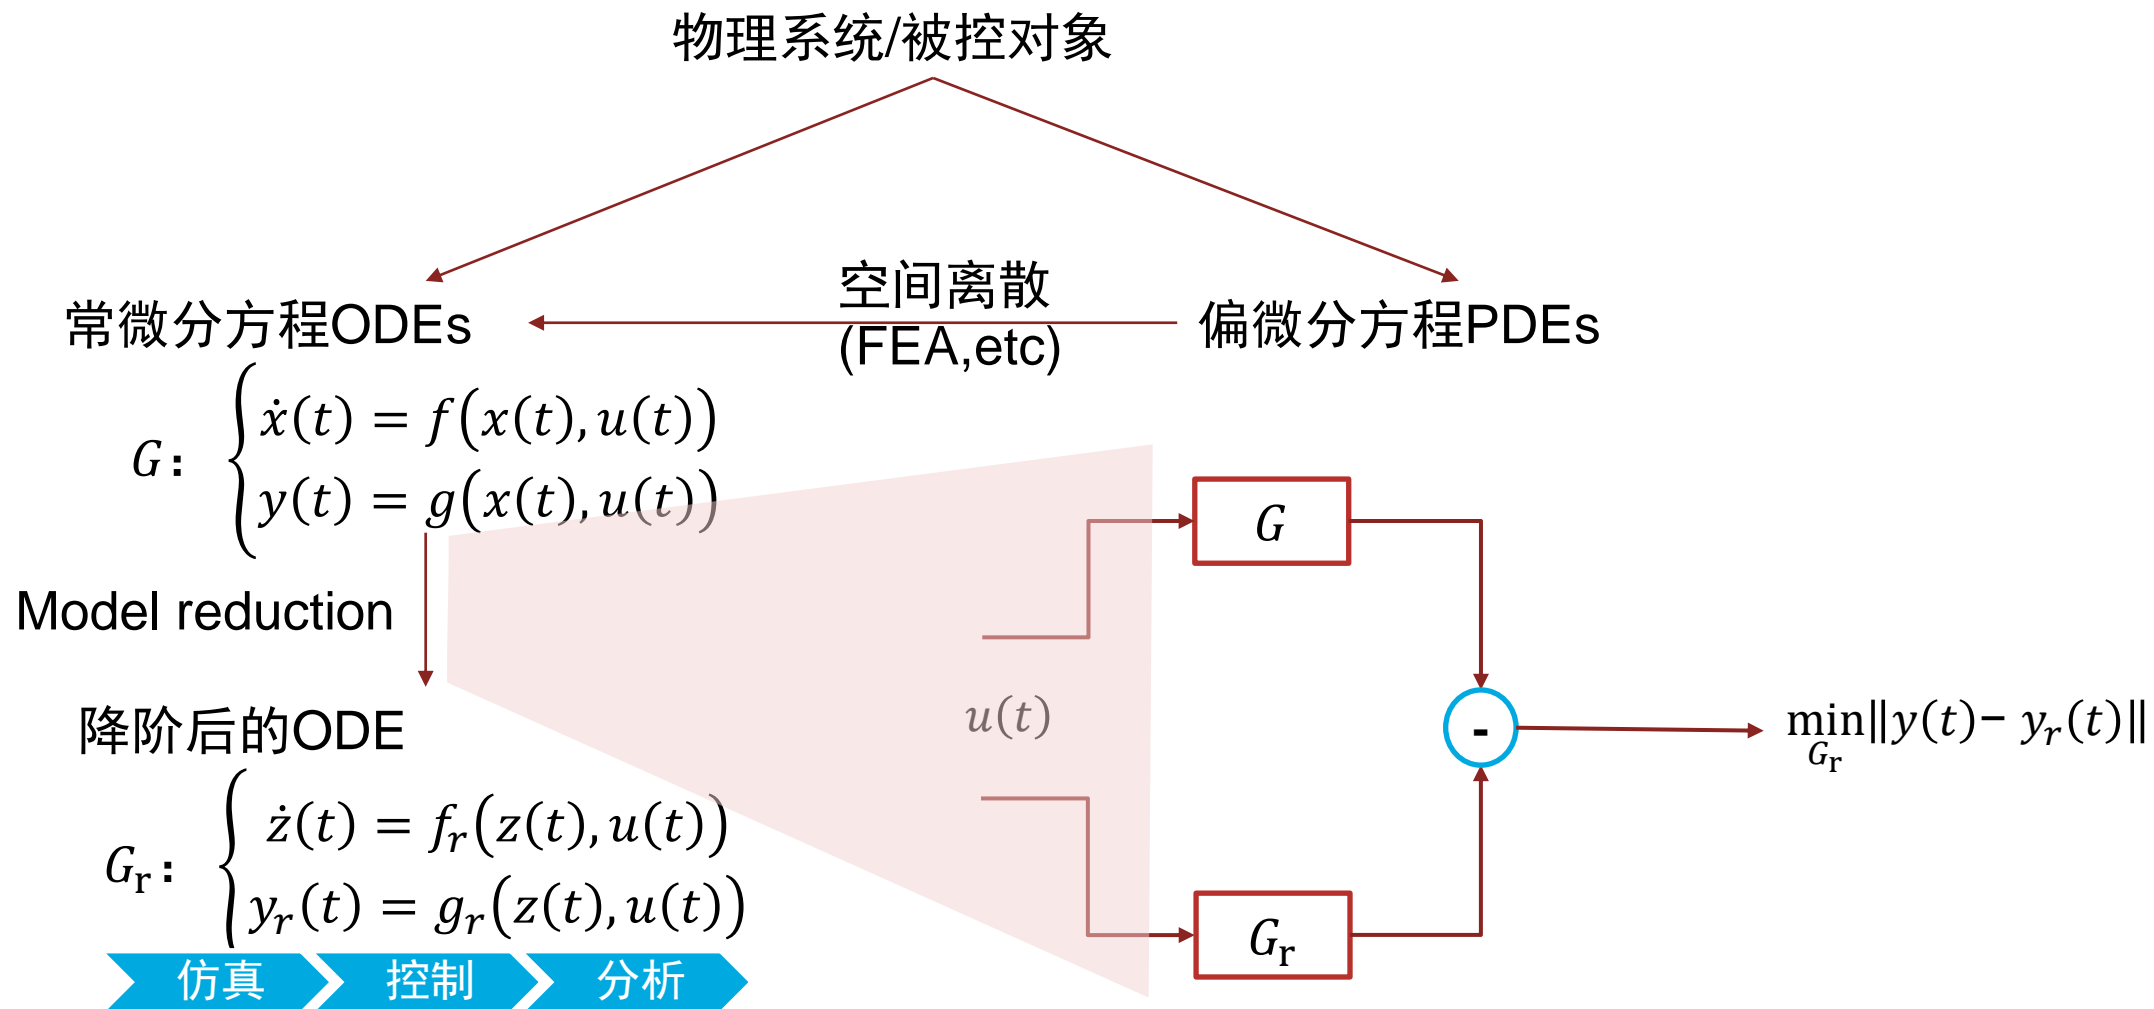 物理系统/被控对象
空间离散
(FEA,etc)
常微分方程ODEs
偏微分方程PDEs
G: { ẋ(t) = f(x(t), u(t))
y(t) = g(x(t), u(t))
Model reduction
降阶后的ODE
G_r: { ż(t) = f_r(z(t), u(t))
y_r(t) = g_r(z(t), u(t))
仿真 控制 分析
G
u(t)
-
min‖y(t)− y_r(t)‖
G_r
G_r